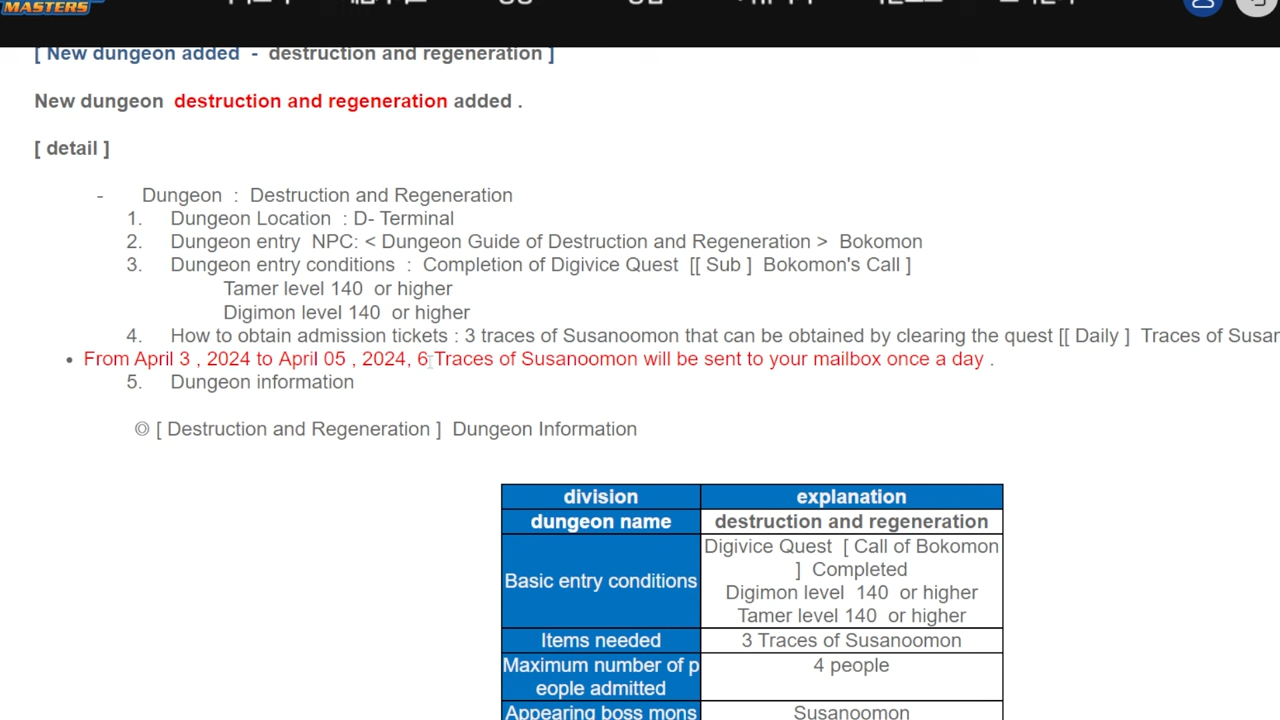 MASTERS
[ New dungeon added - destruction and regeneration ]
New dungeon destruction and regeneration added .
[ detail ]
- Dungeon : Destruction and Regeneration
1. Dungeon Location : D- Terminal
2. Dungeon entry NPC: < Dungeon Guide of Destruction and Regeneration > Bokomon
3. Dungeon entry conditions : Completion of Digivice Quest [[ Sub ] Bokomon's Call ]
Tamer level 140 or higher
Digimon level 140 or higher
4. How to obtain admission tickets : 3 traces of Susanoomon that can be obtained by clearing the quest [[ Daily ] Traces of Susar
• From April 3 , 2024 to April 05 , 2024, 6 Traces of Susanoomon will be sent to your mailbox once a day .
5. Dungeon information
◎ [ Destruction and Regeneration ] Dungeon Information
division explanation
dungeon name destruction and regeneration
Basic entry conditions Digivice Quest [ Call of Bokomon
] Completed
Digimon level 140 or higher
Tamer level 140 or higher
Items needed 3 Traces of Susanoomon
Maximum number of p 4 people
eople admitted
Appearing boss mons Susanoomon